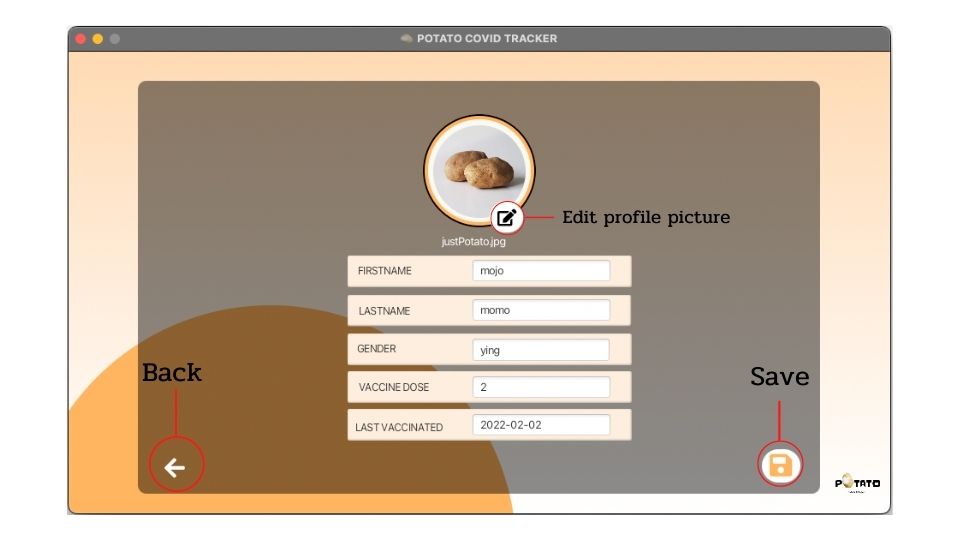 POTATO COVID TRACKER
Edit profile picture
justPotato.jpg
FIRSTNAME mojo
LASTNAME momo
GENDER ying
VACCINE DOSE 2
LAST VACCINATED 2022-02-02
Back
Save
POTATO